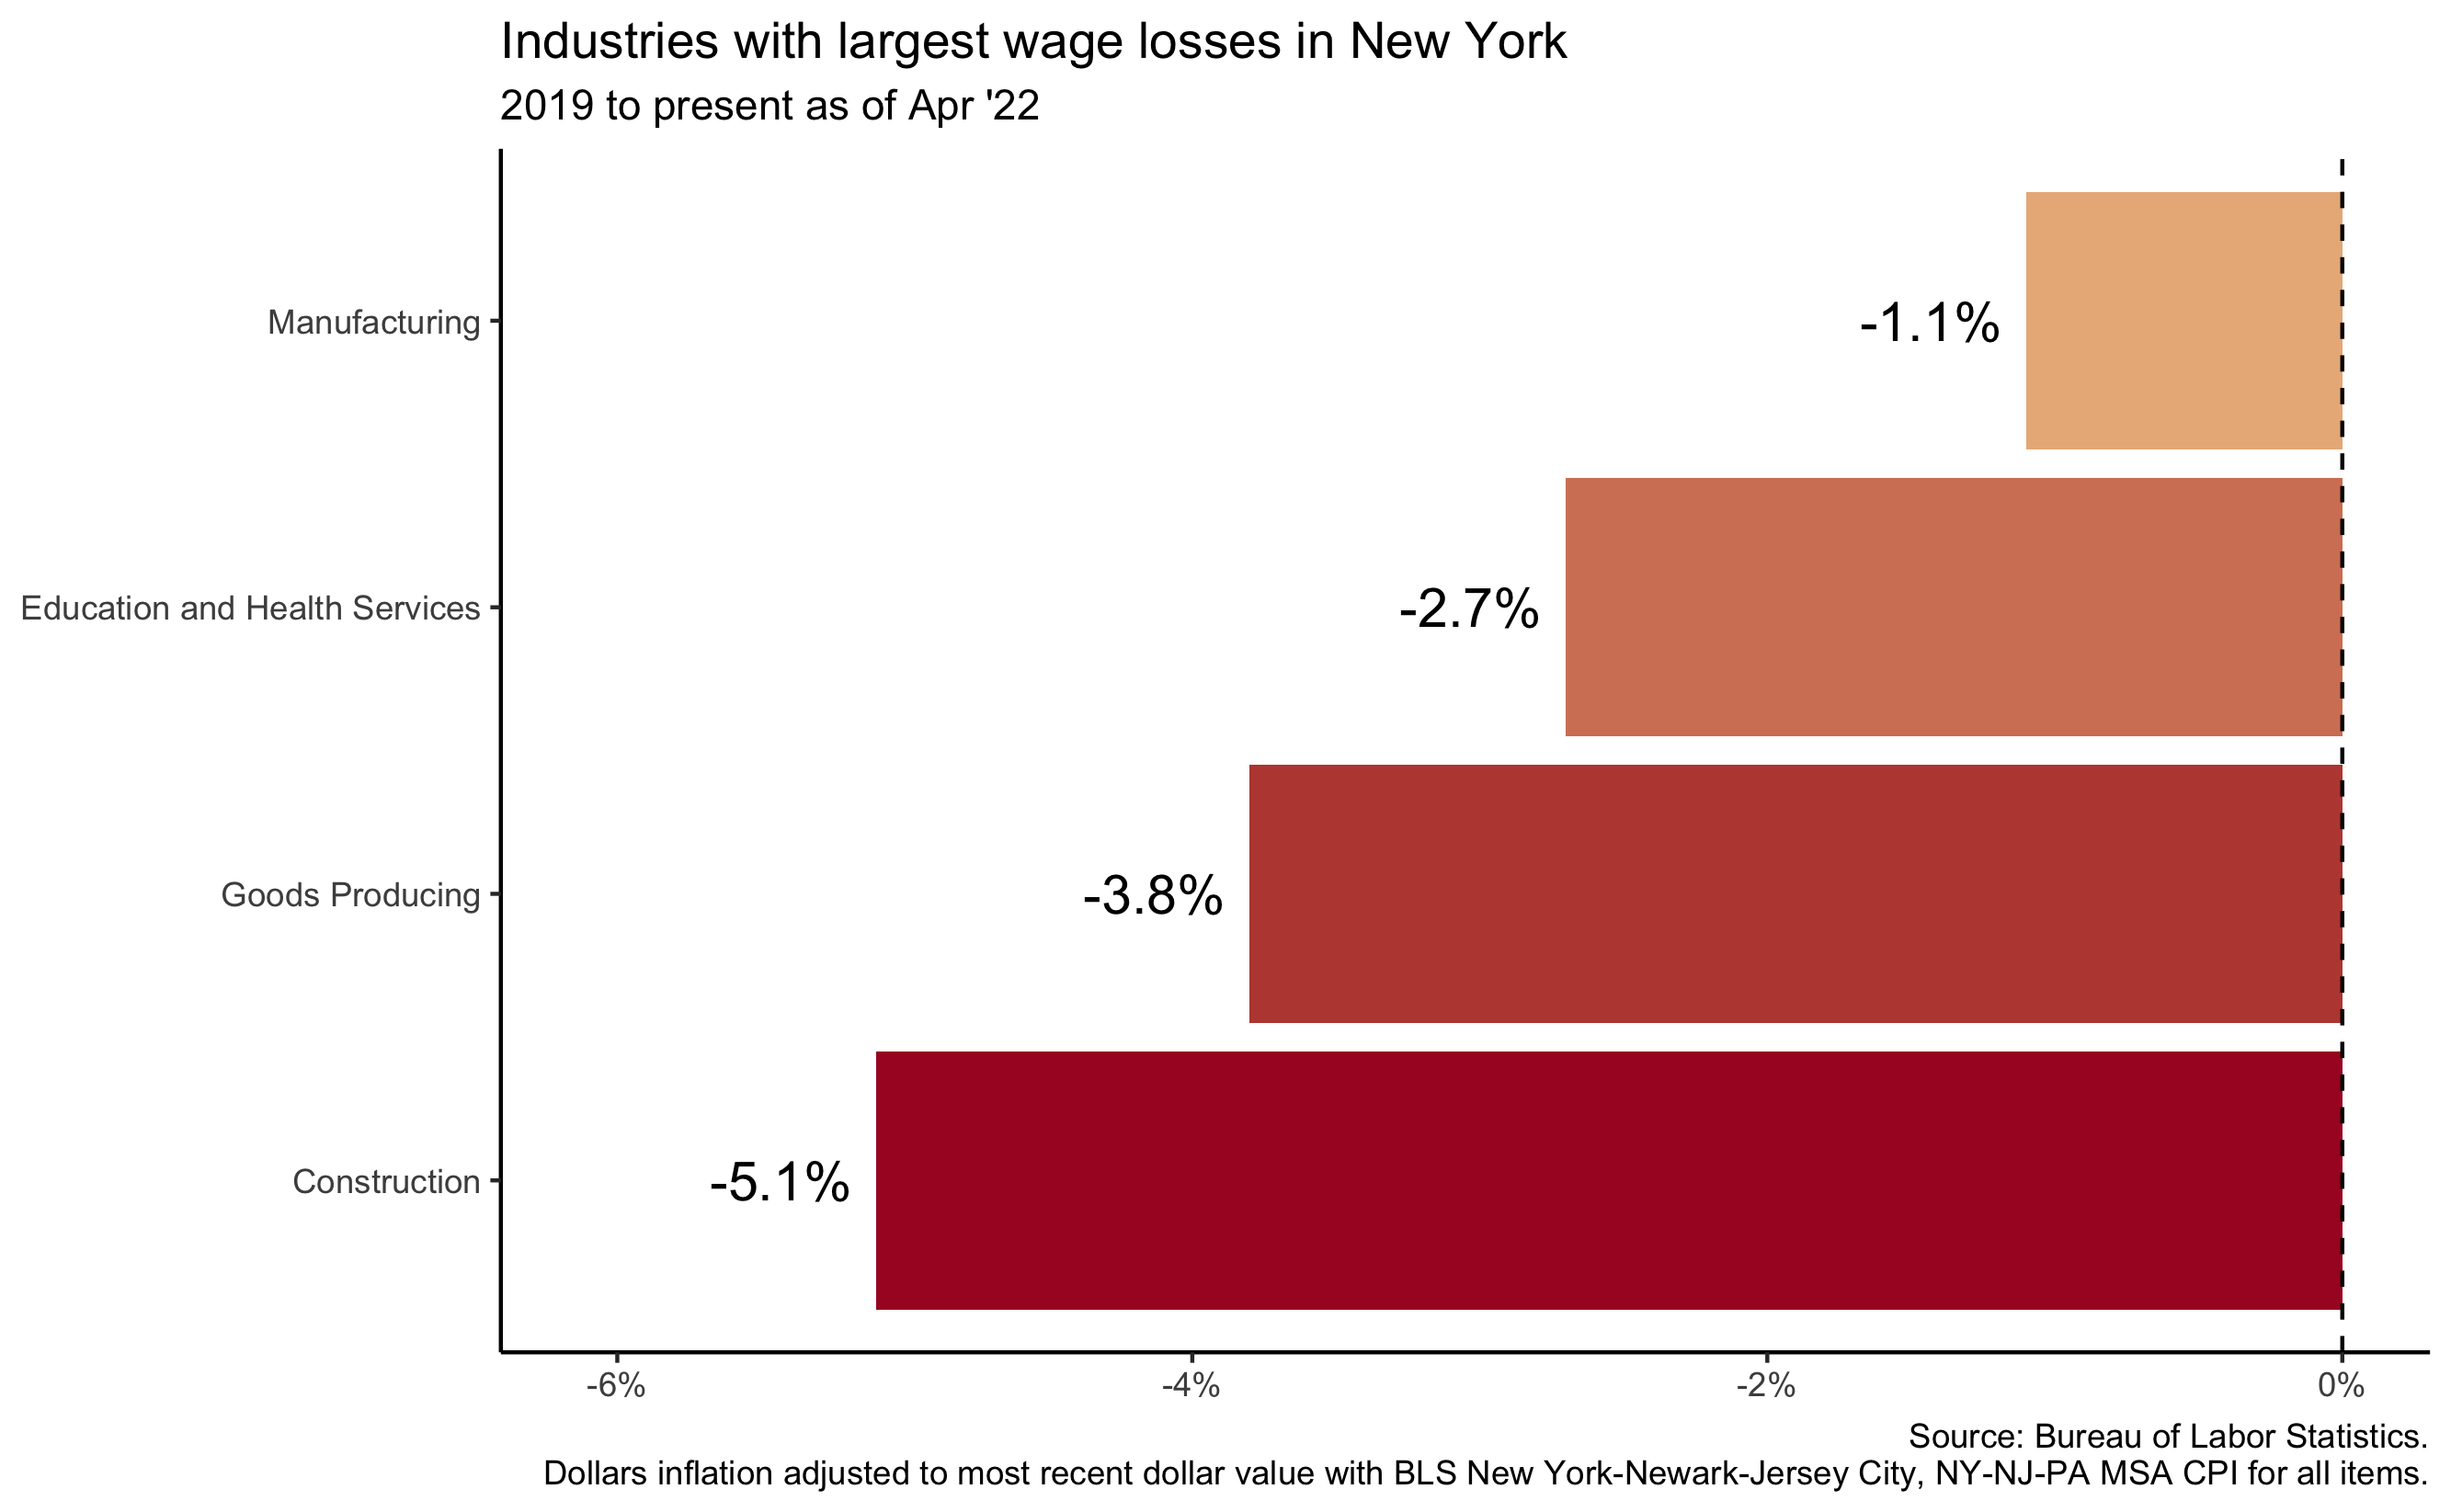 Industries with largest wage losses in New York
2019 to present as of Apr '22
Manufacturing
-1.1%
Education and Health Services
-2.7%
Goods Producing
-3.8%
Construction
-5.1%
-6%
-4%
-2%
0%
Source: Bureau of Labor Statistics.
Dollars inflation adjusted to most recent dollar value with BLS New York-Newark-Jersey City, NY-NJ-PA MSA CPI for all items.